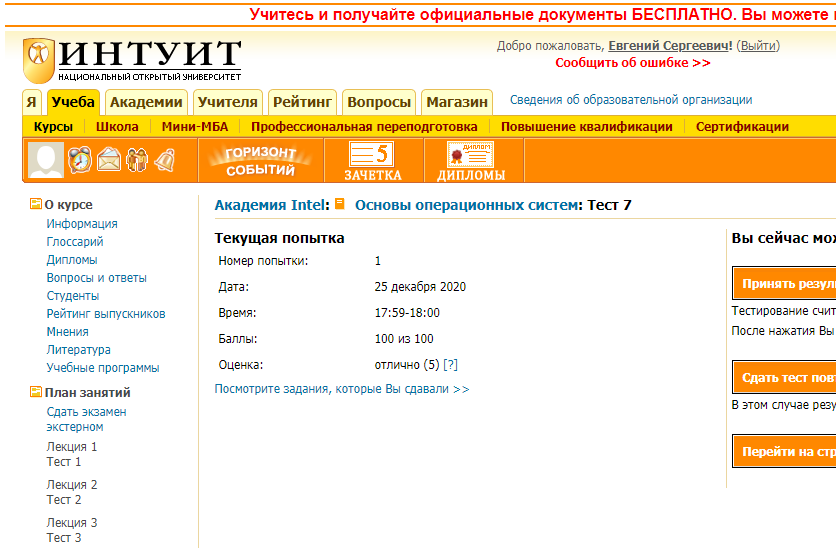 Учитесь и получайте официальные документы БЕСПЛАТНО. Вы можете
ИНТУИТ
НАЦИОНАЛЬНЫЙ ОТКРЫТЫЙ УНИВЕРСИТЕТ
Добро пожаловать, Евгений Сергеевич! (Выйти)
Сообщить об ошибке >>
Я Учеба Академии Учителя Рейтинг Вопросы Магазин Сведения об образовательной организации
Курсы Школа Мини-МБА Профессиональная переподготовка Повышение квалификации Сертификации
ГОРИЗОНТ СОБЫТИЙ
5 ЗАЧЕТКА
ДИПЛОМ ДИПЛОМЫ
О курсе
Информация
Глоссарий
Дипломы
Вопросы и ответы
Студенты
Рейтинг выпускников
Мнения
Литература
Учебные программы
План занятий
Сдать экзамен
экстерном
Лекция 1
Тест 1
Лекция 2
Тест 2
Лекция 3
Тест 3
Академия Intel: Основы операционных систем: Тест 7
Текущая попытка
Номер попытки: 1
Дата: 25 декабря 2020
Время: 17:59-18:00
Баллы: 100 из 100
Оценка: отлично (5) [?]
Посмотрите задания, которые Вы сдавали >>
Вы сейчас мож
Принять резул
Тестирование счит
После нажатия Вы
Сдать тест повт
В этом случае резу
Перейти на стр